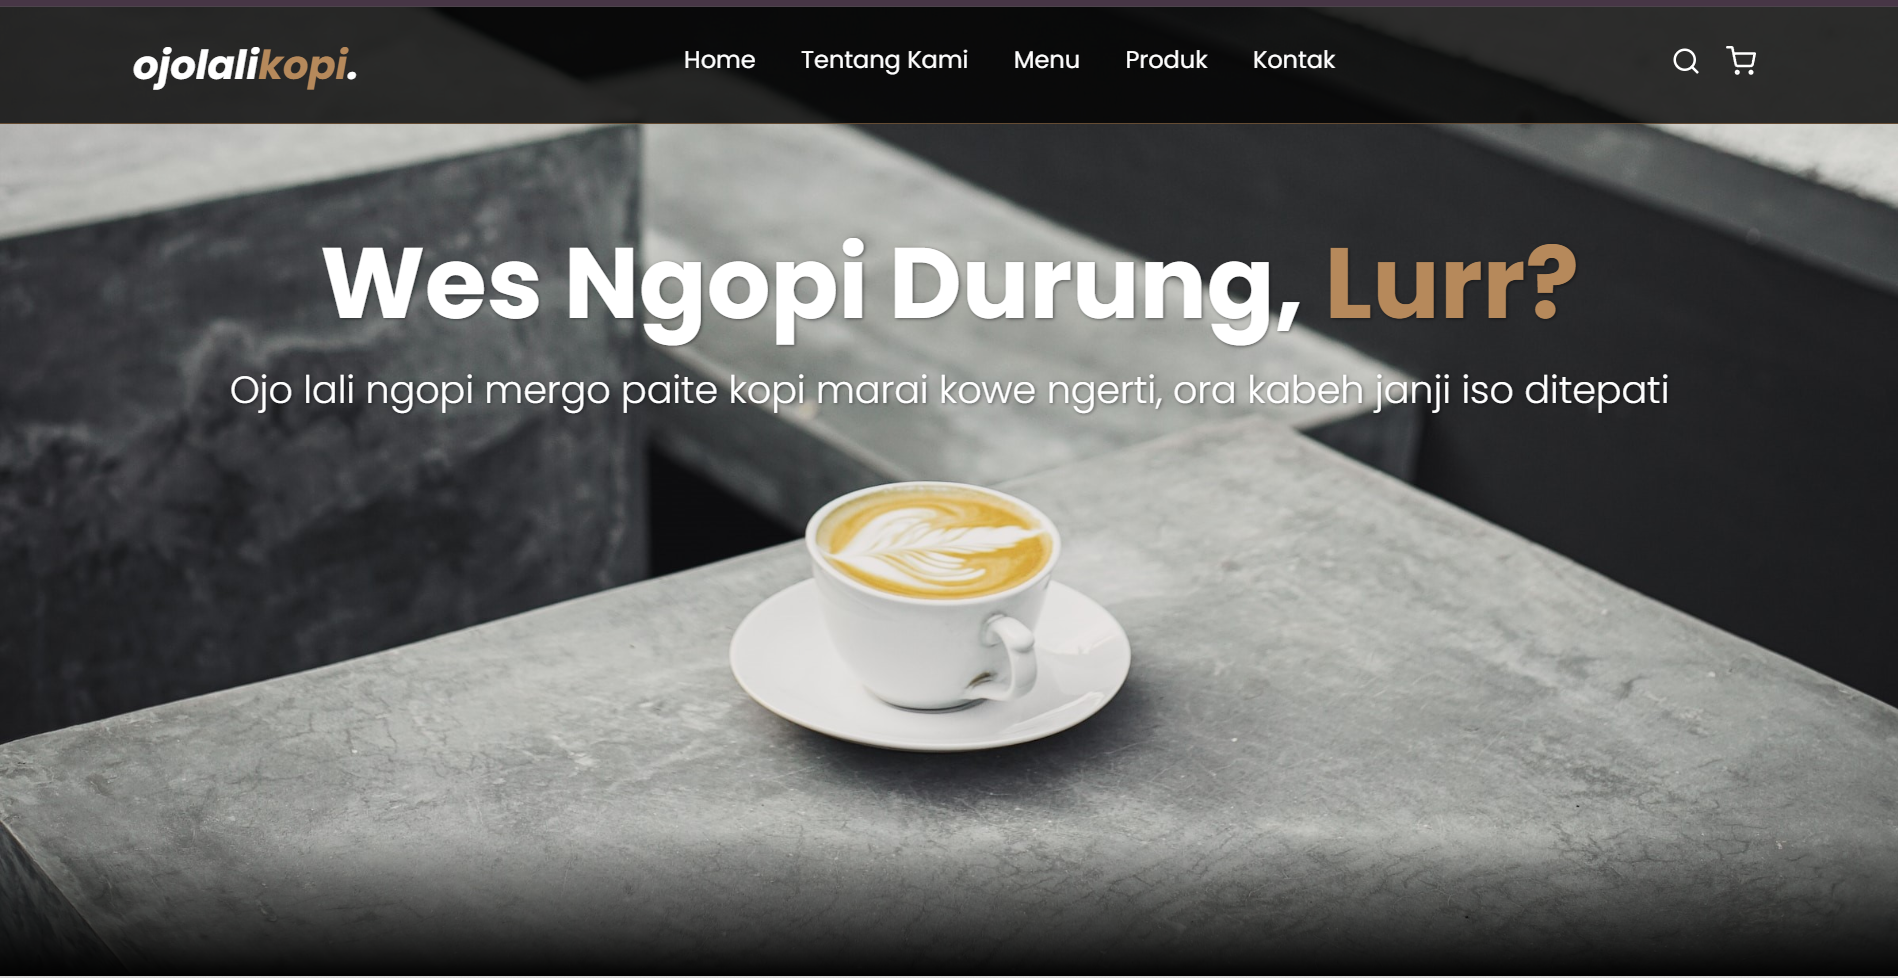 ojolalikopi.
Home Tentang Kami Menu Produk Kontak
Wes Ngopi Durung, Lurr?
Ojo lali ngopi mergo paite kopi marai kowe ngerti, ora kabeh janji iso ditepati